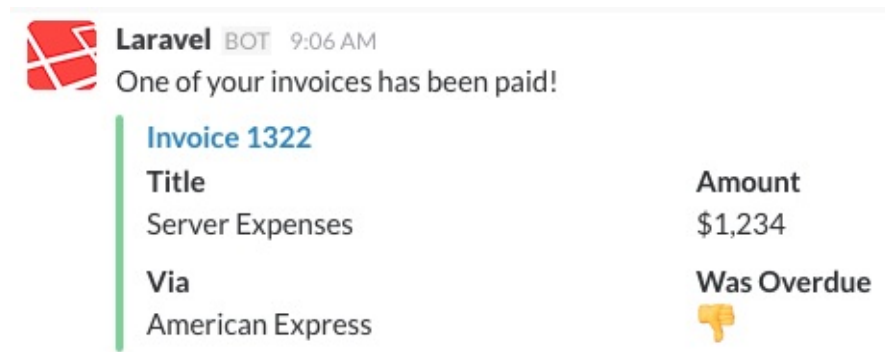 Laravel BOT 9:06 AM
One of your invoices has been paid!
Invoice 1322
Title Amount
Server Expenses $1,234
Via Was Overdue
American Express 👎